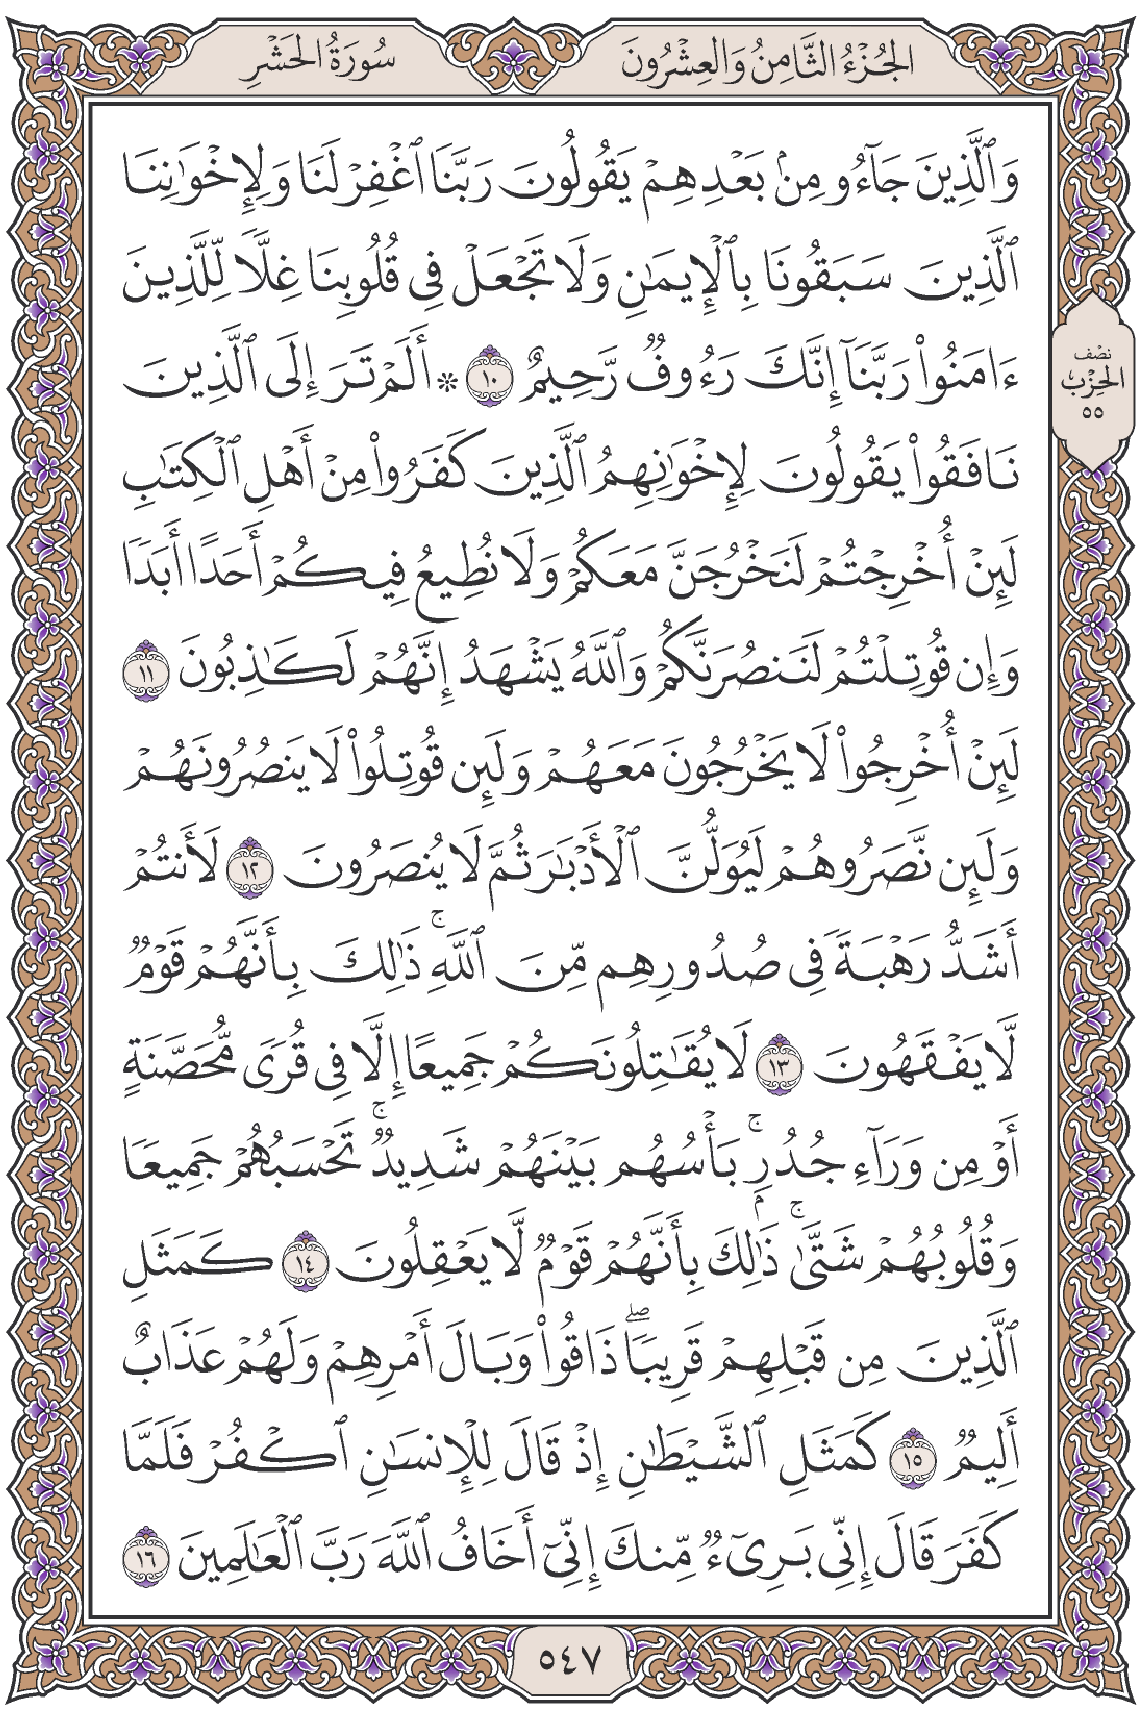 الجُزْءُ الثَّامِنُ وَالعِشْرُونَ
سُورَةُ الحَشْرِ
وَٱلَّذِينَ جَآءُو مِنۢ بَعْدِهِمْ يَقُولُونَ رَبَّنَا ٱغْفِرْ لَنَا وَلِإِخْوَٰنِنَا
ٱلَّذِينَ سَبَقُونَا بِٱلْإِيمَٰنِ وَلَا تَجْعَلْ فِى قُلُوبِنَا غِلًّا لِّلَّذِينَ
ءَامَنُوا۟ رَبَّنَآ إِنَّكَ رَءُوفٌ رَّحِيمٌ ١٠ ۞ أَلَمْ تَرَ إِلَى ٱلَّذِينَ
نَافَقُوا۟ يَقُولُونَ لِإِخْوَٰنِهِمُ ٱلَّذِينَ كَفَرُوا۟ مِنْ أَهْلِ ٱلْكِتَٰبِ
لَئِنْ أُخْرِجْتُمْ لَنَخْرُجَنَّ مَعَكُمْ وَلَا نُطِيعُ فِيكُمْ أَحَدًا أَبَدًا
وَإِن قُوتِلْتُمْ لَنَنصُرَنَّكُمْ وَٱللَّهُ يَشْهَدُ إِنَّهُمْ لَكَٰذِبُونَ ١١
لَئِنْ أُخْرِجُوا۟ لَا يَخْرُجُونَ مَعَهُمْ وَلَئِن قُوتِلُوا۟ لَا يَنصُرُونَهُمْ
وَلَئِن نَّصَرُوهُمْ لَيُوَلُّنَّ ٱلْأَدْبَٰرَ ثُمَّ لَا يُنصَرُونَ ١٢ لَأَنتُمْ
أَشَدُّ رَهْبَةً فِى صُدُورِهِم مِّنَ ٱللَّهِ ۚ ذَٰلِكَ بِأَنَّهُمْ قَوْمٌ
لَّا يَفْقَهُونَ ١٣ لَا يُقَٰتِلُونَكُمْ جَمِيعًا إِلَّا فِى قُرًى مُّحَصَّنَةٍ
أَوْ مِن وَرَآءِ جُدُرٍۭ ۚ بَأْسُهُم بَيْنَهُمْ شَدِيدٌ ۚ تَحْسَبُهُمْ جَمِيعًا
وَقُلُوبُهُمْ شَتَّىٰ ۚ ذَٰلِكَ بِأَنَّهُمْ قَوْمٌ لَّا يَعْقِلُونَ ١٤ كَمَثَلِ
ٱلَّذِينَ مِن قَبْلِهِمْ قَرِيبًا ۖ ذَاقُوا۟ وَبَالَ أَمْرِهِمْ وَلَهُمْ عَذَابٌ
أَلِيمٌ ١٥ كَمَثَلِ ٱلشَّيْطَٰنِ إِذْ قَالَ لِلْإِنسَٰنِ ٱكْفُرْ فَلَمَّا
كَفَرَ قَالَ إِنِّى بَرِىٓءٌ مِّنكَ إِنِّىٓ أَخَافُ ٱللَّهَ رَبَّ ٱلْعَٰلَمِينَ ١٦
نصف
الحِزْب
٥٥
٥٤٧